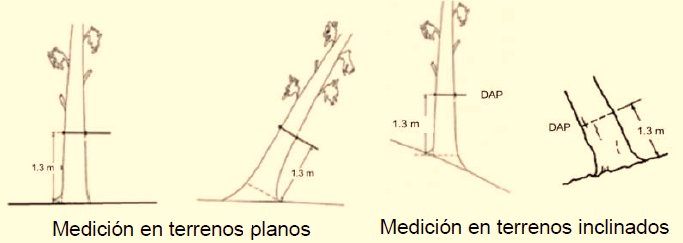 1.3 m
1.3 m
Medición en terrenos planos
DAP
1.3 m
DAP
1.3 m
Medición en terrenos inclinados